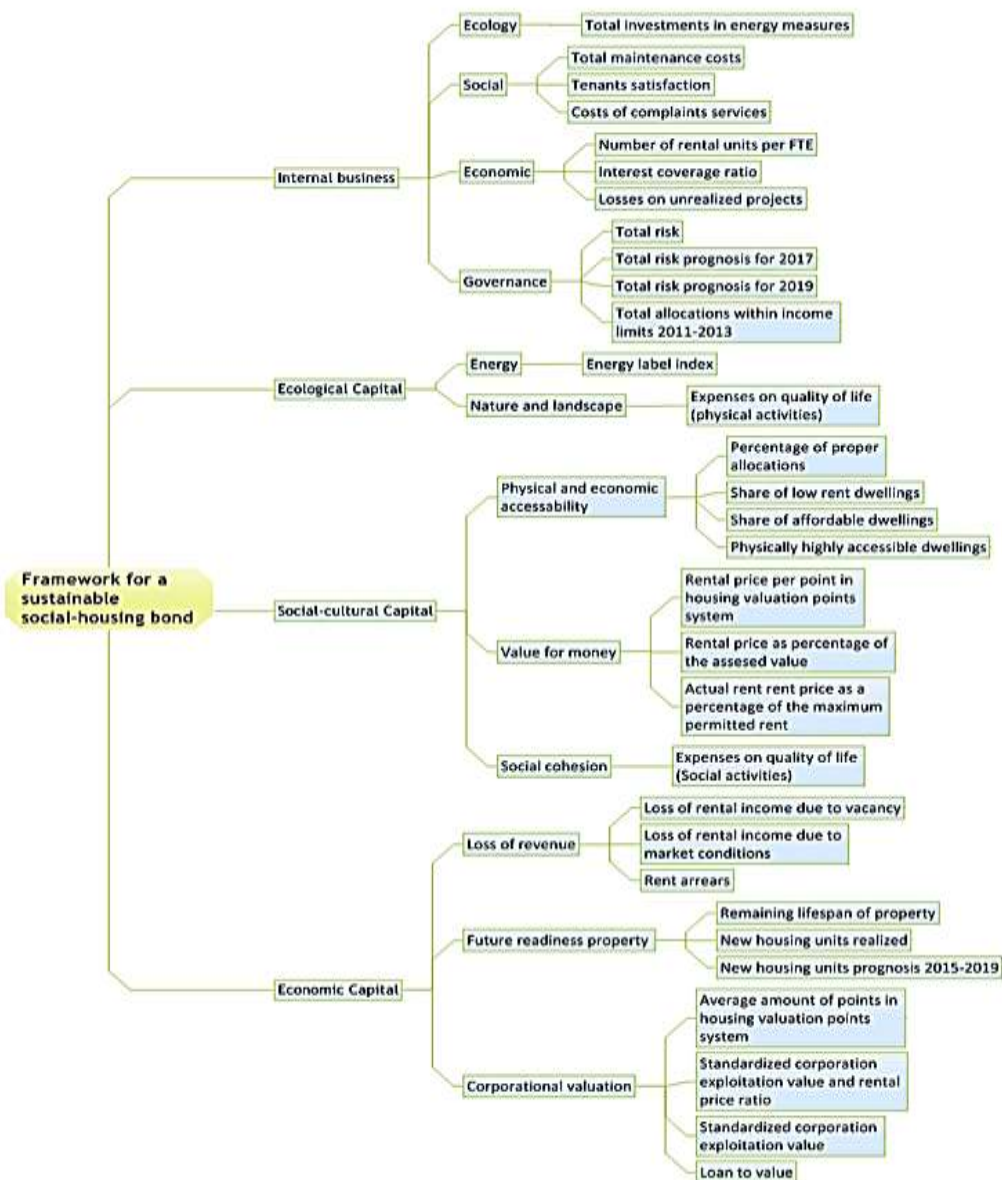 Ecology
Total investments in energy measures
Total maintenance costs
Social
Tenants satisfaction
Costs of complaints services
Number of rental units per FTE
Internal business
Economic
Interest coverage ratio
Losses on unrealized projects
Total risk
Total risk prognosis for 2017
Governance
Total risk prognosis for 2019
Total allocations within income
limits 2011-2013
Energy
Energy label index
Ecological Capital
Nature and landscape
Expenses on quality of life
(physical activities)
Percentage of proper
allocations
Physical and economic
accessability
Share of low rent dwellings
Share of affordable dwellings
Physically highly accessible dwellings
Framework for a
sustainable
social-housing bond
Social-cultural Capital
Rental price per point in
housing valuation points
system
Value for money
Rental price as percentage of
the assesed value
Actual rent rent price as a
percentage of the maximum
permitted rent
Social cohesion
Expenses on quality of life
(Social activities)
Loss of rental income due to vacancy
Loss of revenue
Loss of rental income due to
market conditions
Rent arrears
Remaining lifespan of property
Future readiness property
New housing units realized
New housing units prognosis 2015-2019
Economic Capital
Average amount of points in
housing valuation points
system
Corporational valuation
Standardized corporation
exploitation value and rental
price ratio
Standardized corporation
exploitation value
Loan to value